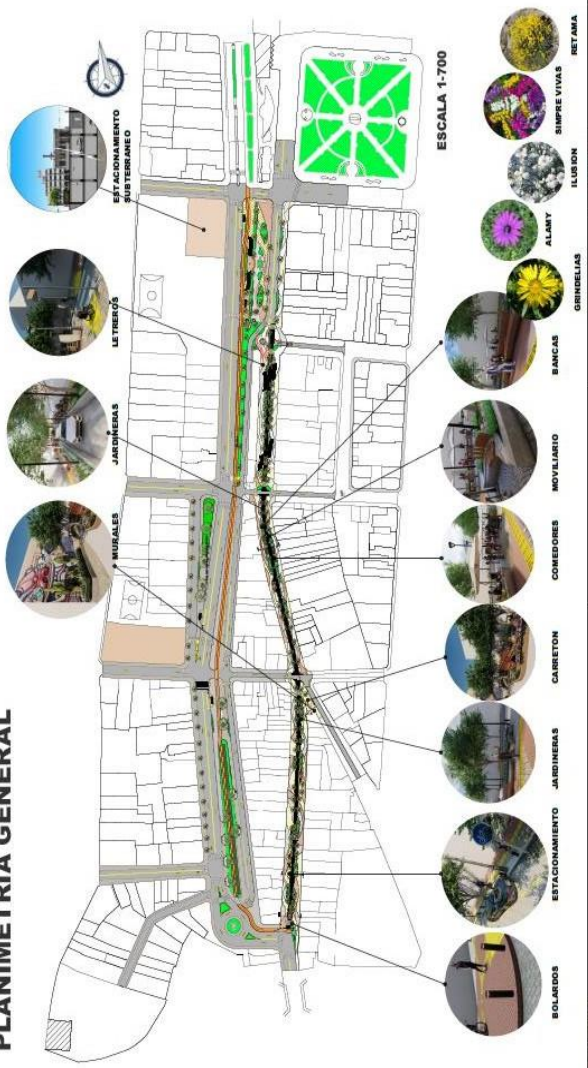 PLANIMETRIA GENERAL
MURALES
JARDINERAS
LETREROS
ESTACIONAMIENTO
SUBTERRANEO
ESCALA 1-700
BOLARDOS
ESTACIONAMIENTO
JARDINERAS
CARRETON
COMEDORES
MOVILIARIO
BANCAS
GRINDELIAS
ALAMY
ILUSION
SIMPRE VIVAS
RETAMA